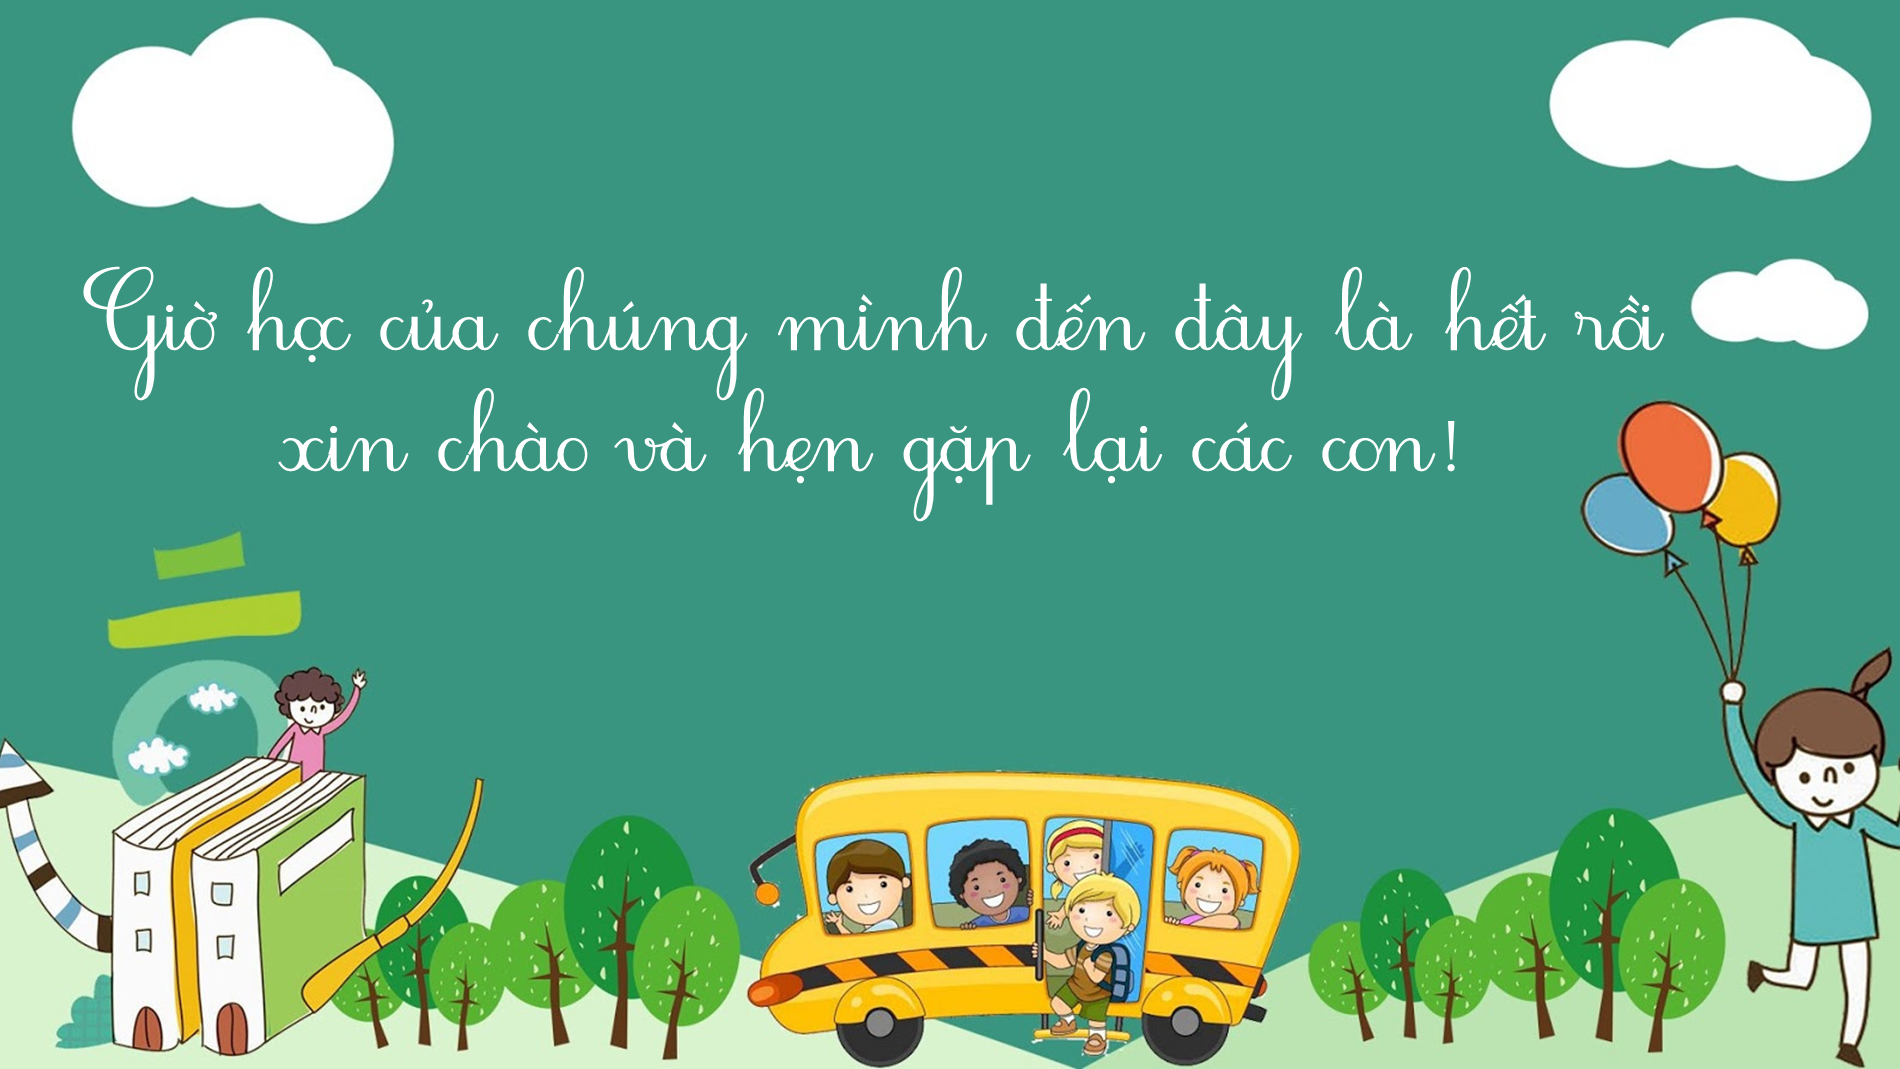 Giờ học của chúng mình đến đây là hết rồi
xin chào và hẹn gặp lại các con!